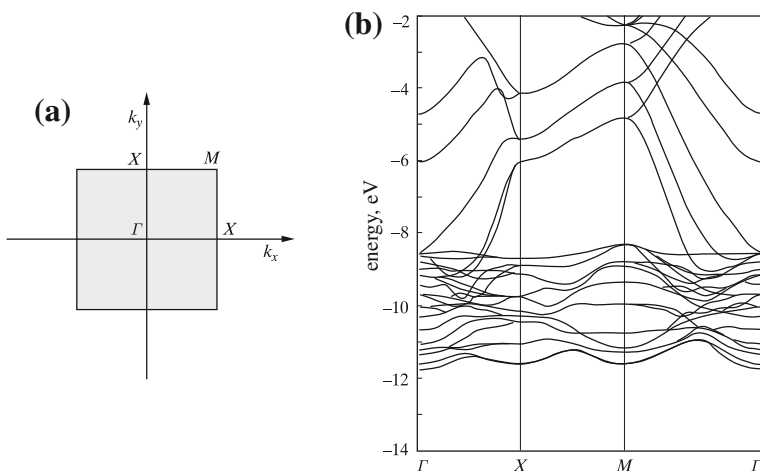 (a)
k_y
X
M
Γ
X
k_x
(b)
energy, eV
−2
−4
−6
−8
−10
−12
−14
Γ
X
M
Γ